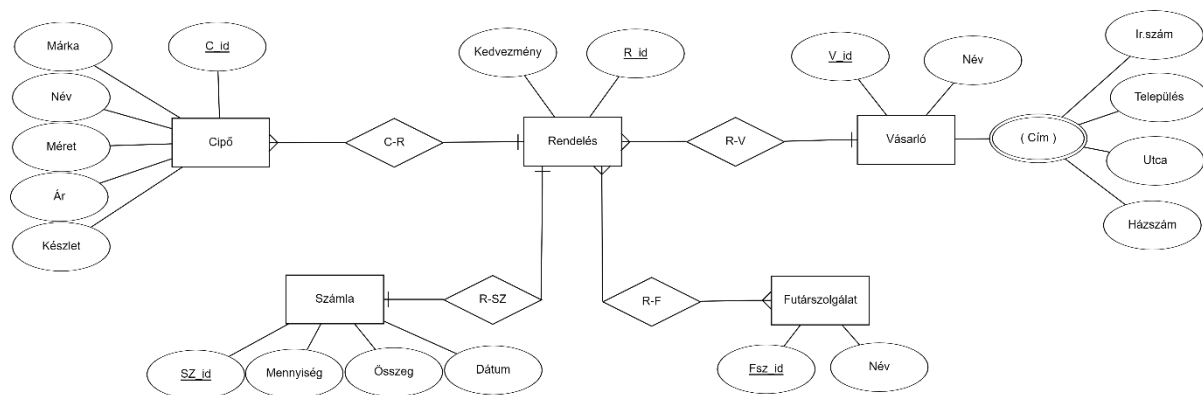 Márka
C_id
Név
Méret
Ár
Készlet
Cipő
C-R
Kedvezmény
R_id
Rendelés
R-V
V_id
Név
Vásarló
( Cím )
Ir.szám
Település
Utca
Házszám
Számla
R-SZ
R-F
Futárszolgálat
SZ_id
Mennyiség
Összeg
Dátum
Fsz_id
Név